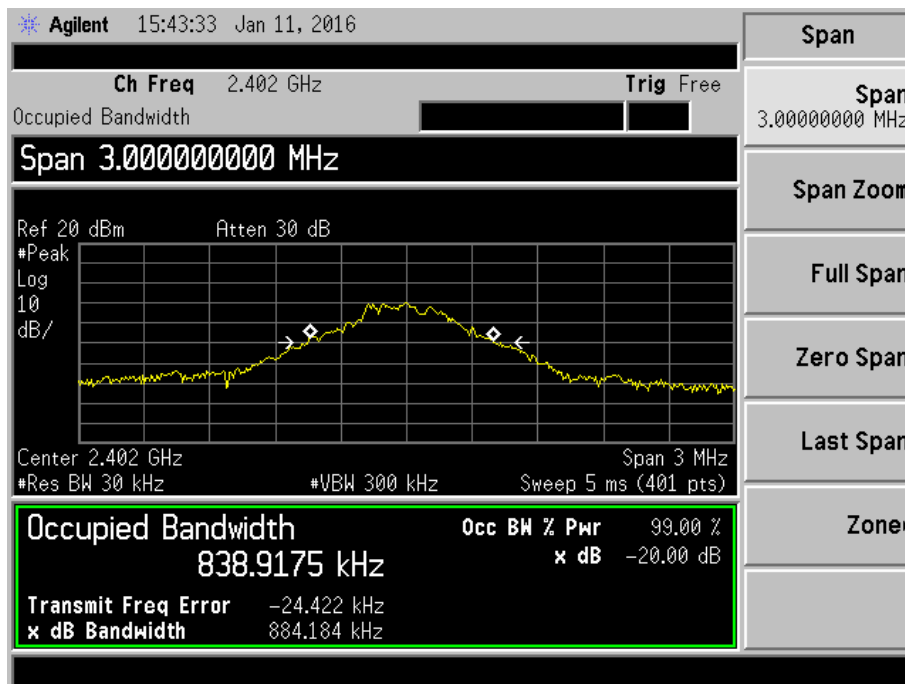 Agilent 15:43:33 Jan 11, 2016
Span
Ch Freq 2.402 GHz Trig Free
Occupied Bandwidth
Span 3.000000000 MHz
Ref 20 dBm Atten 30 dB
#Peak
Log
10
dB/
Center 2.402 GHz Span 3 MHz
#Res BW 30 kHz #VBW 300 kHz Sweep 5 ms (401 pts)
Occupied Bandwidth
838.9175 kHz
Occ BW % Pwr 99.00 %
x dB -20.00 dB
Transmit Freq Error -24.422 kHz
x dB Bandwidth 884.184 kHz
Span
3.00000000 MHz
Span Zoom
Full Span
Zero Span
Last Span
Zone